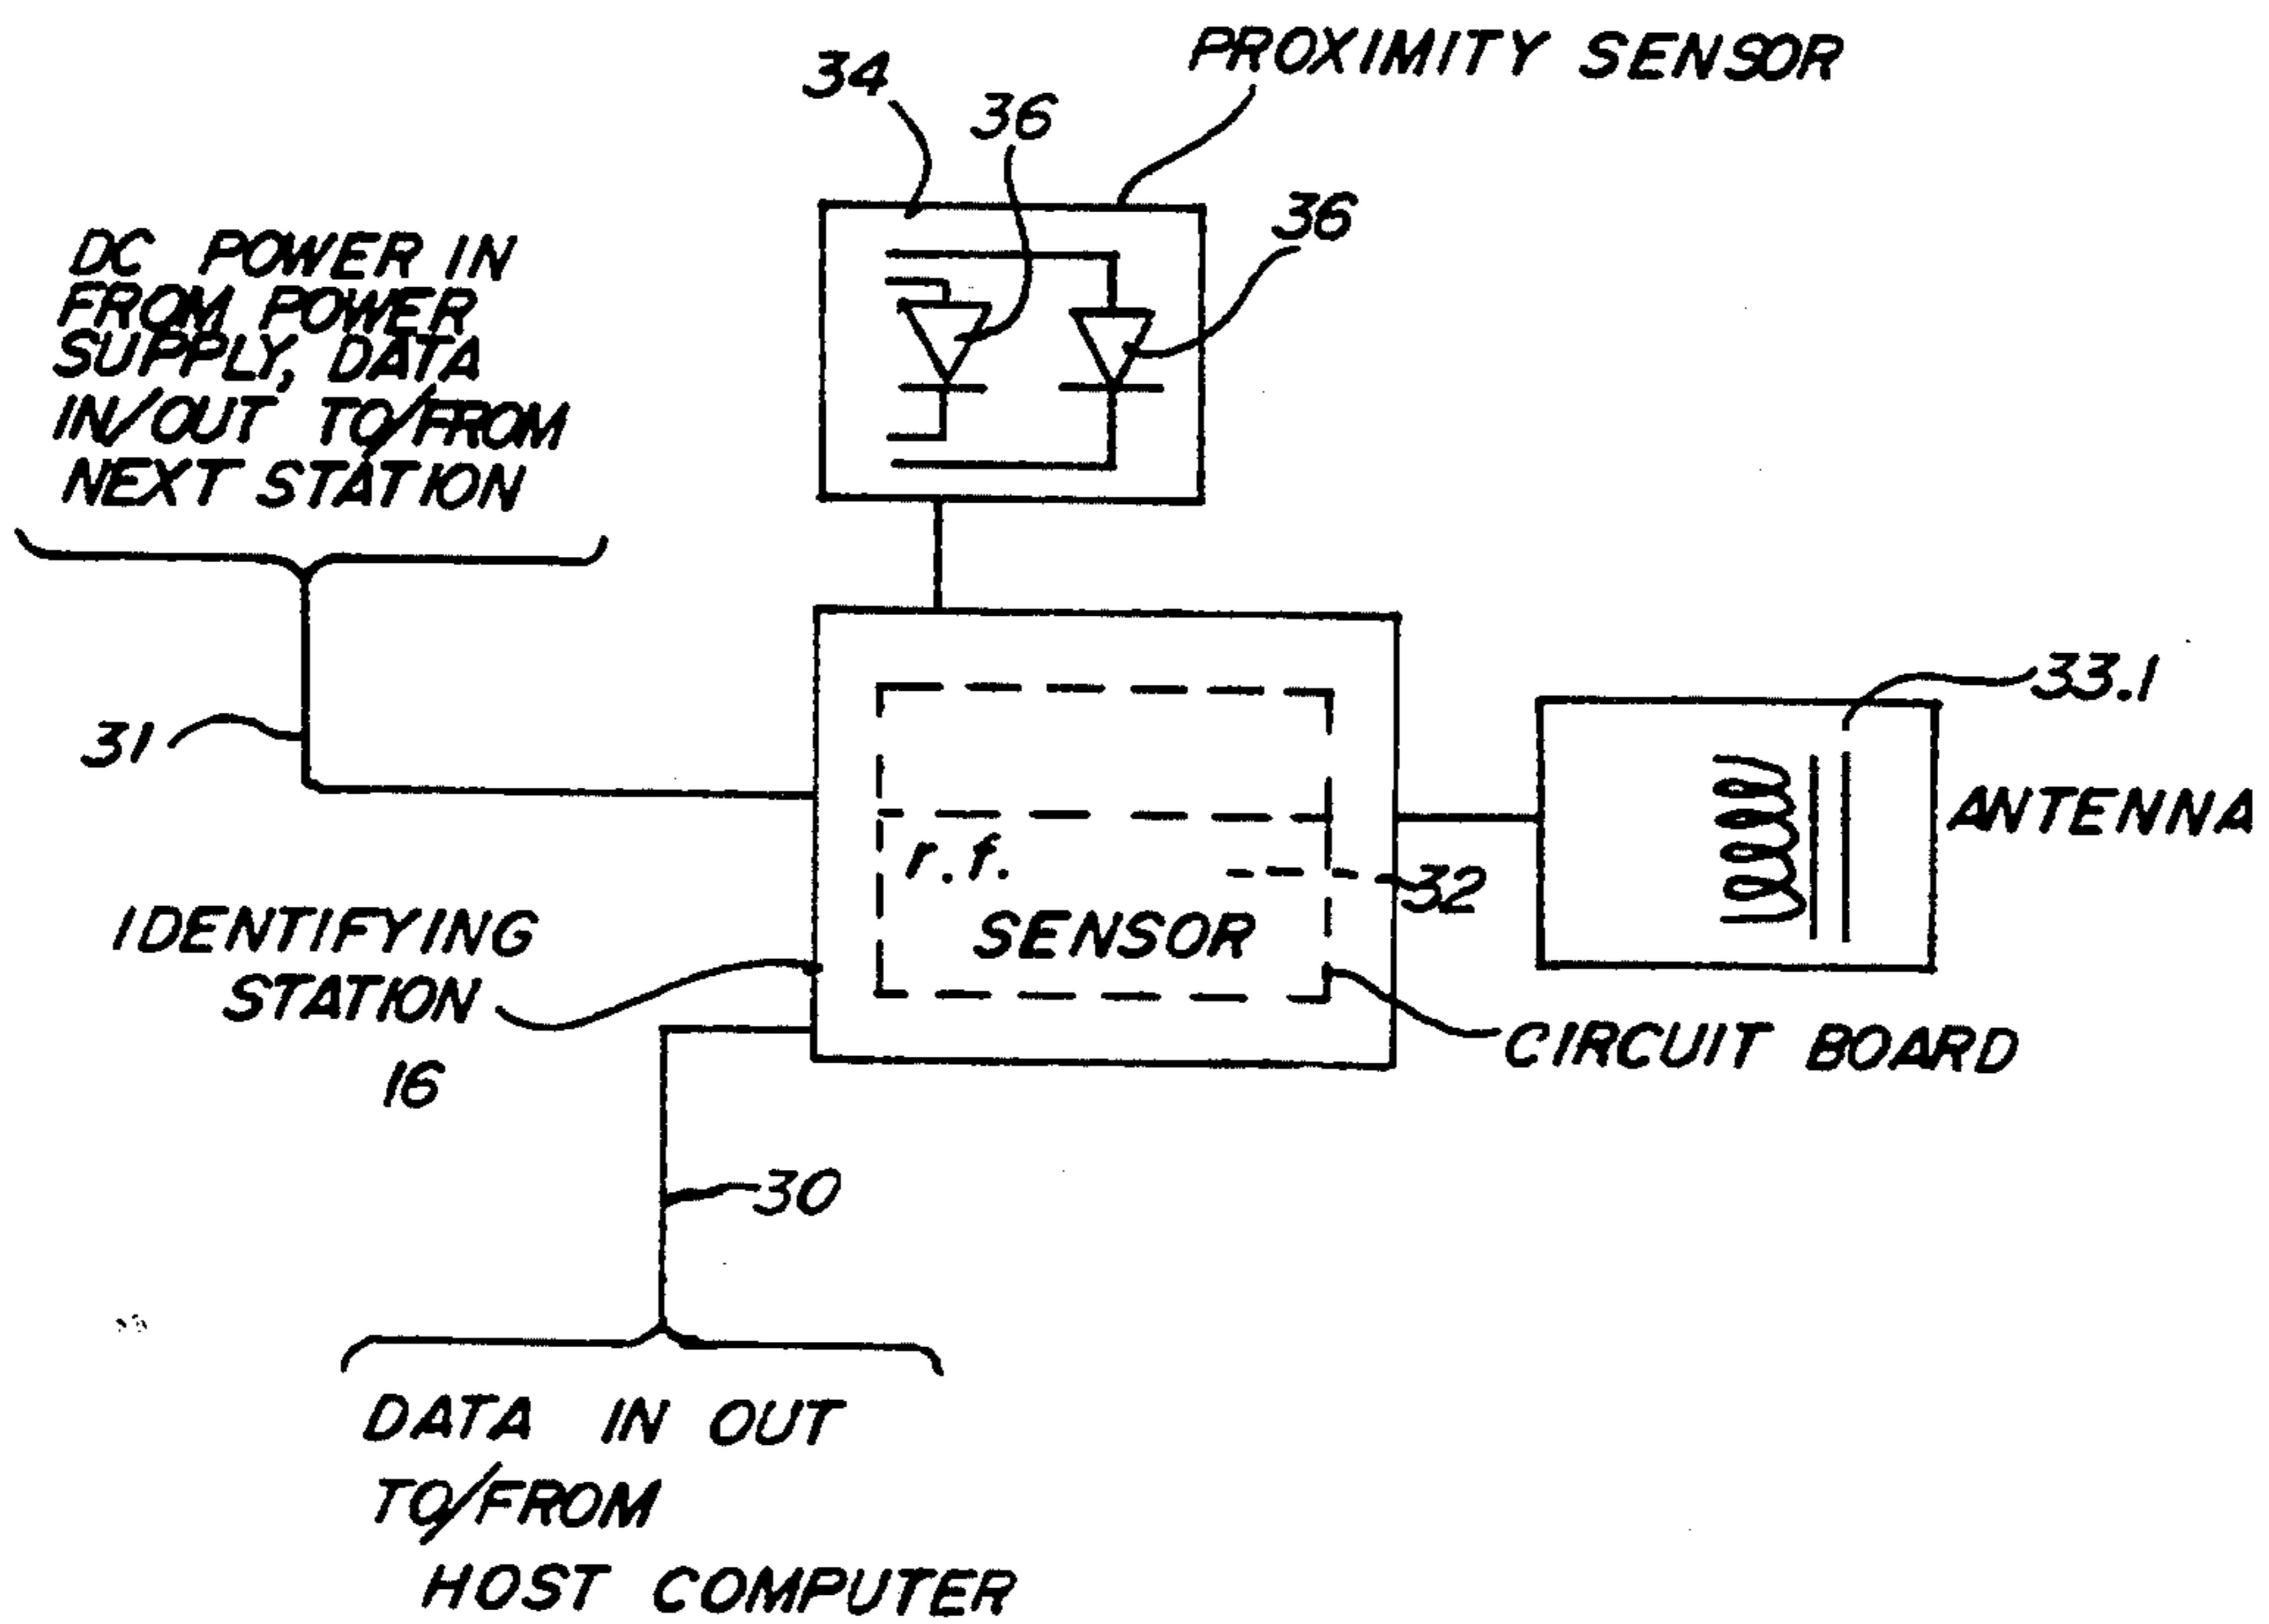 PROXIMITY SENSOR
34
36
36
DC POWER IN
FROM POWER
SUPPLY, DATA
IN/OUT TO/FROM
NEXT STATION
31
33.1
ANTENNA
r.f.
32
SENSOR
IDENTIFYING
STATION
16
CIRCUIT BOARD
30
DATA IN OUT
TO/FROM
HOST COMPUTER